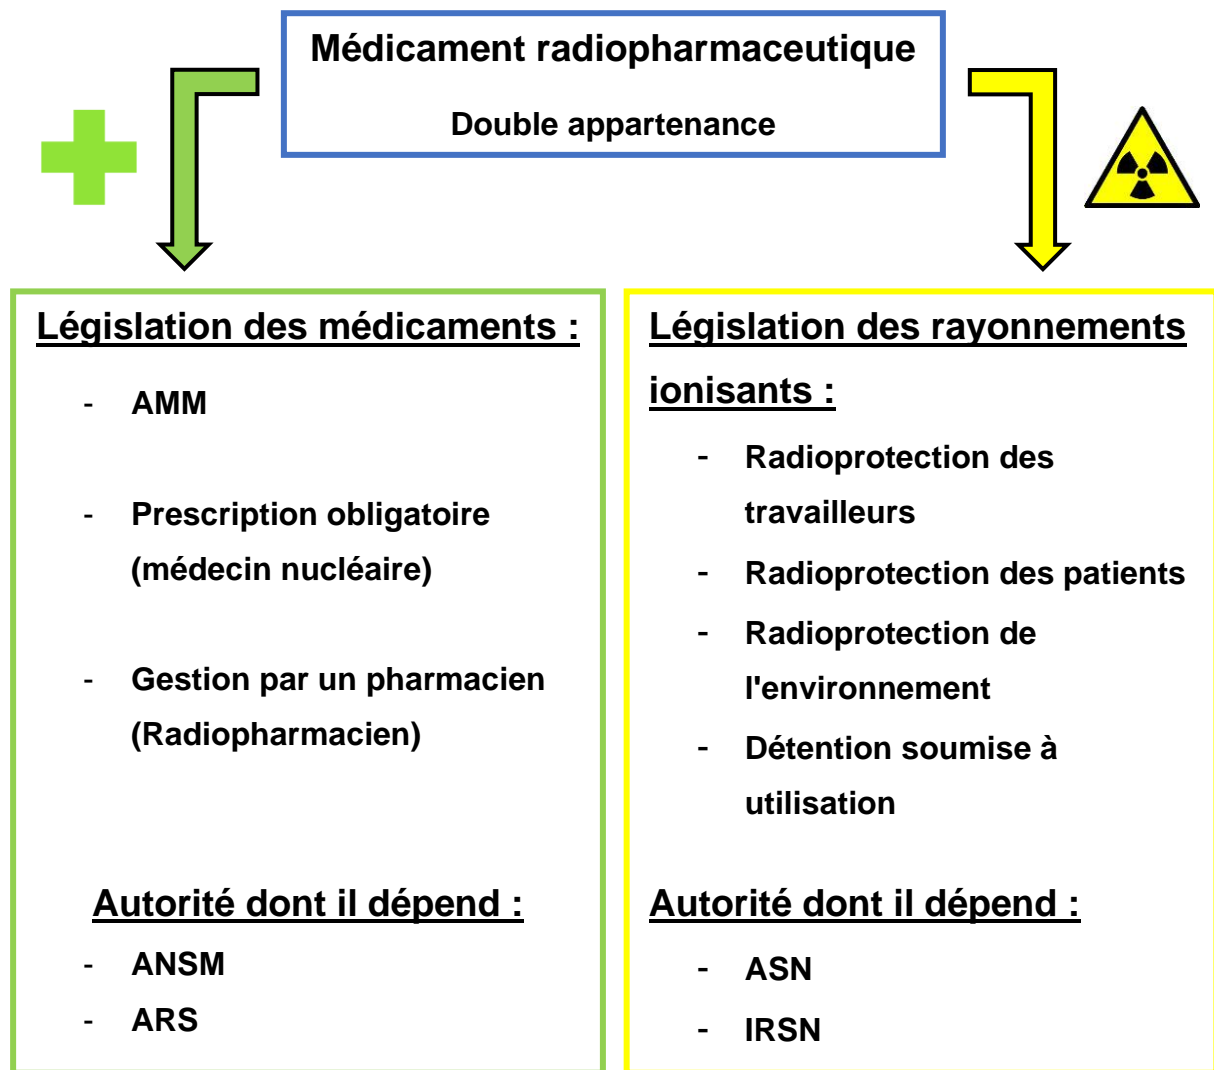 Médicament radiopharmaceutique
Double appartenance
Législation des médicaments :
- AMM
- Prescription obligatoire
(médecin nucléaire)
- Gestion par un pharmacien
(Radiopharmacien)
Autorité dont il dépend :
- ANSM
- ARS
Législation des rayonnements
ionisants :
- Radioprotection des
travailleurs
- Radioprotection des patients
- Radioprotection de
l'environnement
- Détention soumise à
utilisation
Autorité dont il dépend :
- ASN
- IRSN